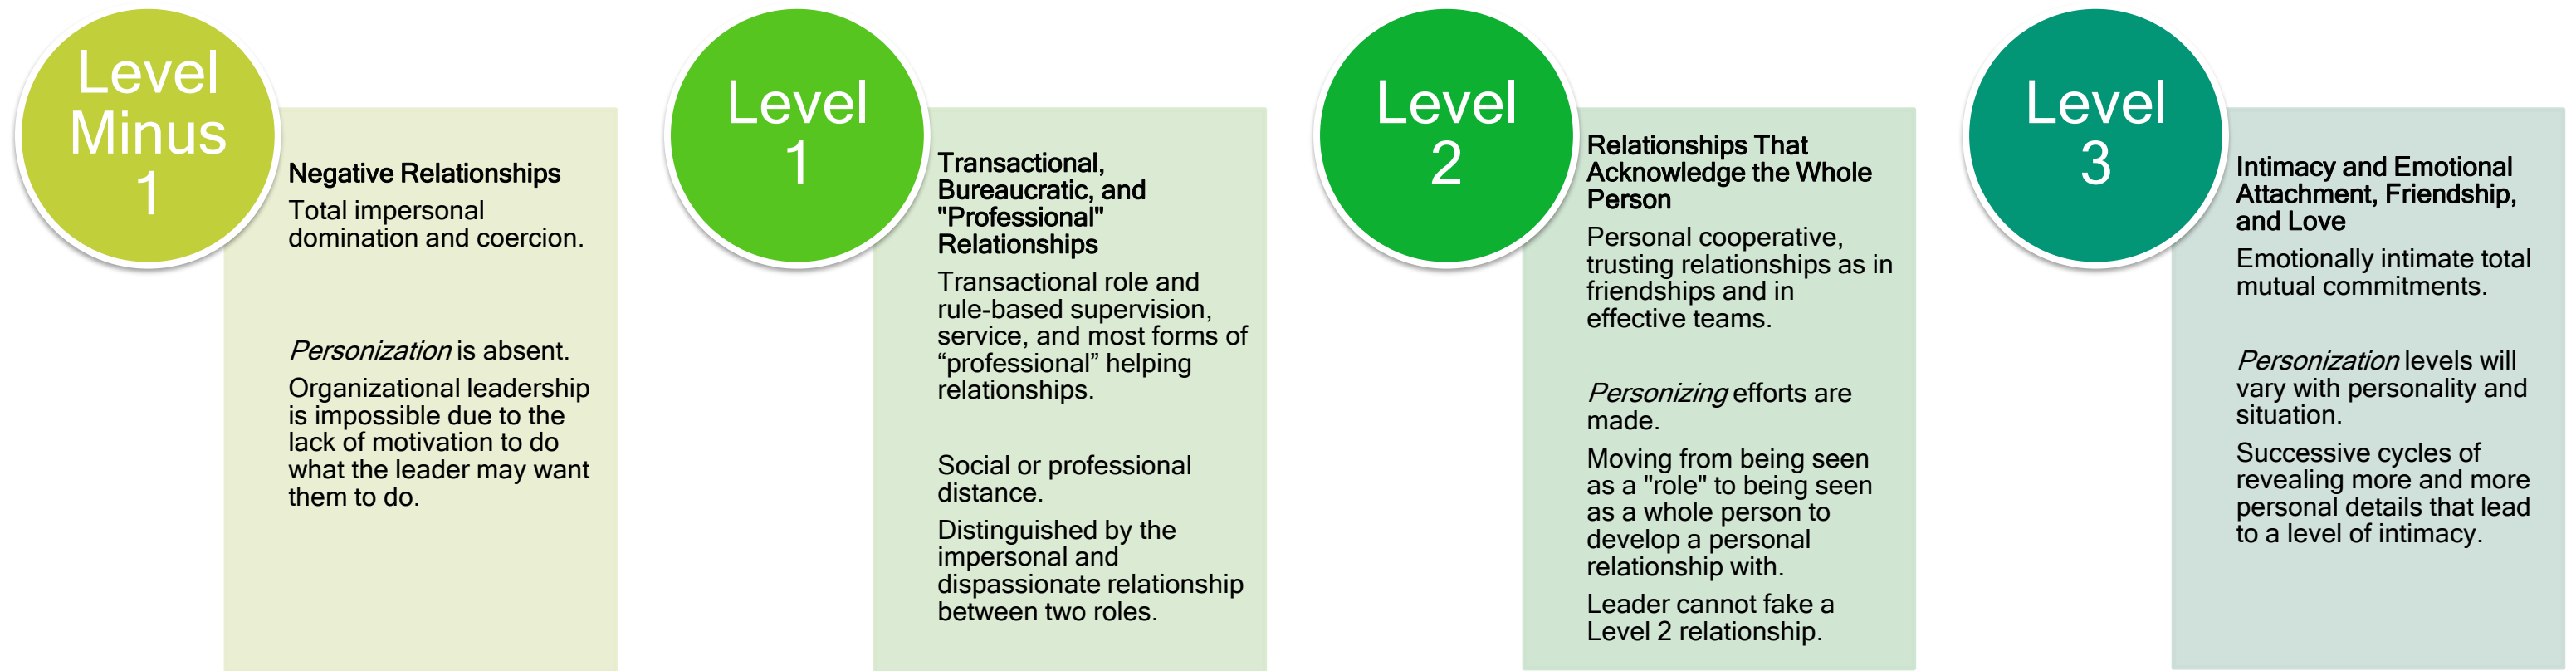 Level
Minus
1
Negative Relationships
Total impersonal
domination and coercion.
Personization is absent.
Organizational leadership
is impossible due to the
lack of motivation to do
what the leader may want
them to do.
Level
1
Transactional,
Bureaucratic, and
"Professional"
Relationships
Transactional role and
rule-based supervision,
service, and most forms of
“professional” helping
relationships.
Social or professional
distance.
Distinguished by the
impersonal and
dispassionate relationship
between two roles.
Level
2
Relationships That
Acknowledge the Whole
Person
Personal cooperative,
trusting relationships as in
friendships and in
effective teams.
Personizing efforts are
made.
Moving from being seen
as a "role" to being seen
as a whole person to
develop a personal
relationship with.
Leader cannot fake a
Level 2 relationship.
Level
3
Intimacy and Emotional
Attachment, Friendship,
and Love
Emotionally intimate total
mutual commitments.
Personization levels will
vary with personality and
situation.
Successive cycles of
revealing more and more
personal details that lead
to a level of intimacy.